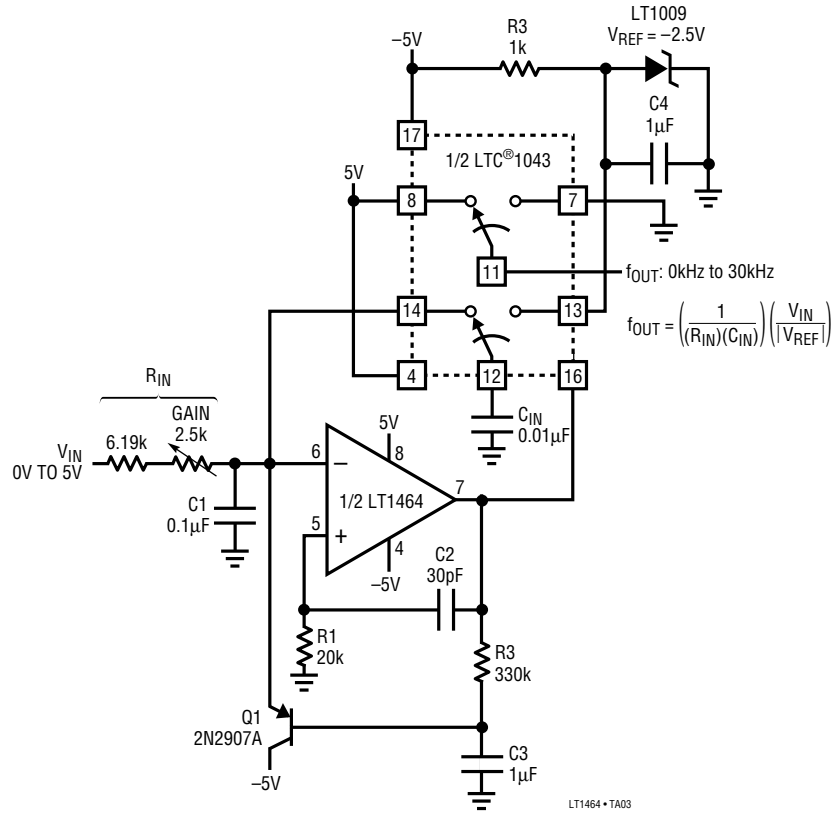 LT1009
V_REF = –2.5V
R3
1k
–5V
C4
1µF
17
1/2 LTC®1043
5V
8
7
11
f_OUT: 0kHz to 30kHz
14
13
f_OUT = (1/(R_IN)(C_IN)) (V_IN/|V_REF|)
4
12
16
R_IN
C_IN
0.01µF
GAIN
2.5k
6.19k
V_IN
0V TO 5V
5V
8
6
–
C1
0.1µF
1/2 LT1464
7
5
+
4
–5V
C2
30pF
R1
20k
R3
330k
Q1
2N2907A
–5V
C3
1µF
LT1464 • TA03